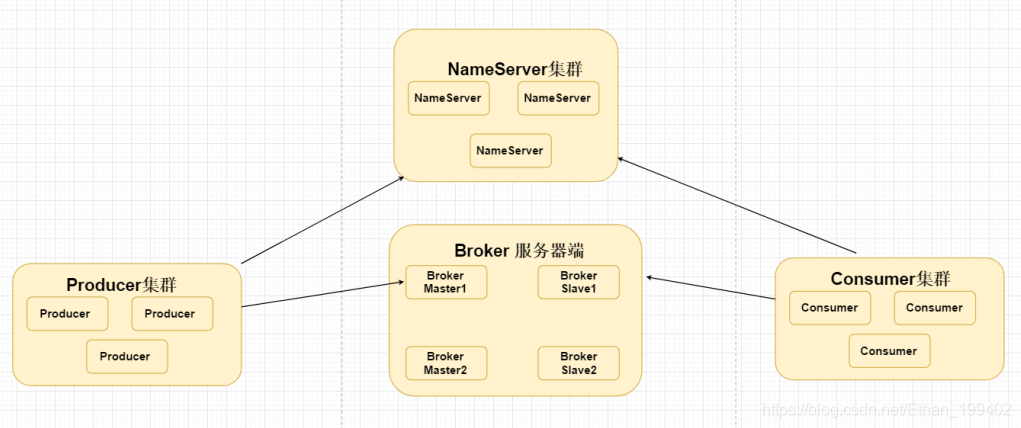 NameServer集群
NameServer
NameServer
NameServer
Broker 服务器端
Broker
Master1
Broker
Slave1
Broker
Master2
Broker
Slave2
Producer集群
Producer
Producer
Producer
Consumer集群
Consumer
Consumer
Consumer
https://blog.csdn.net/Ethan_199402